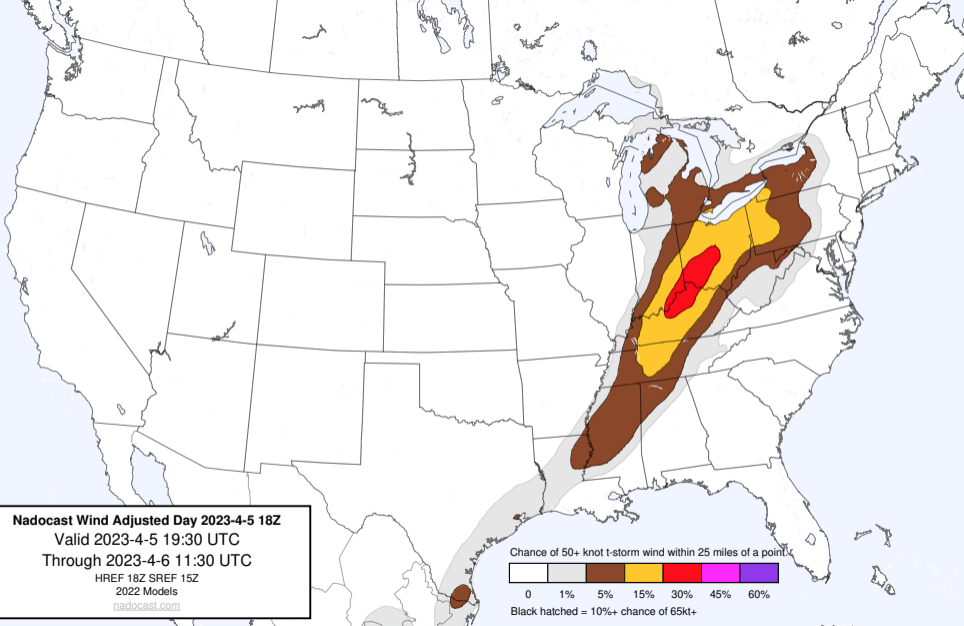 Nadocast Wind Adjusted Day 2023-4-5 18Z
Valid 2023-4-5 19:30 UTC
Through 2023-4-6 11:30 UTC
HREF 18Z SREF 15Z
2022 Models
nadocast.com
Chance of 50+ knot t-storm wind within 25 miles of a point.
0 1% 5% 15% 30% 45% 60%
Black hatched = 10%+ chance of 65kt+